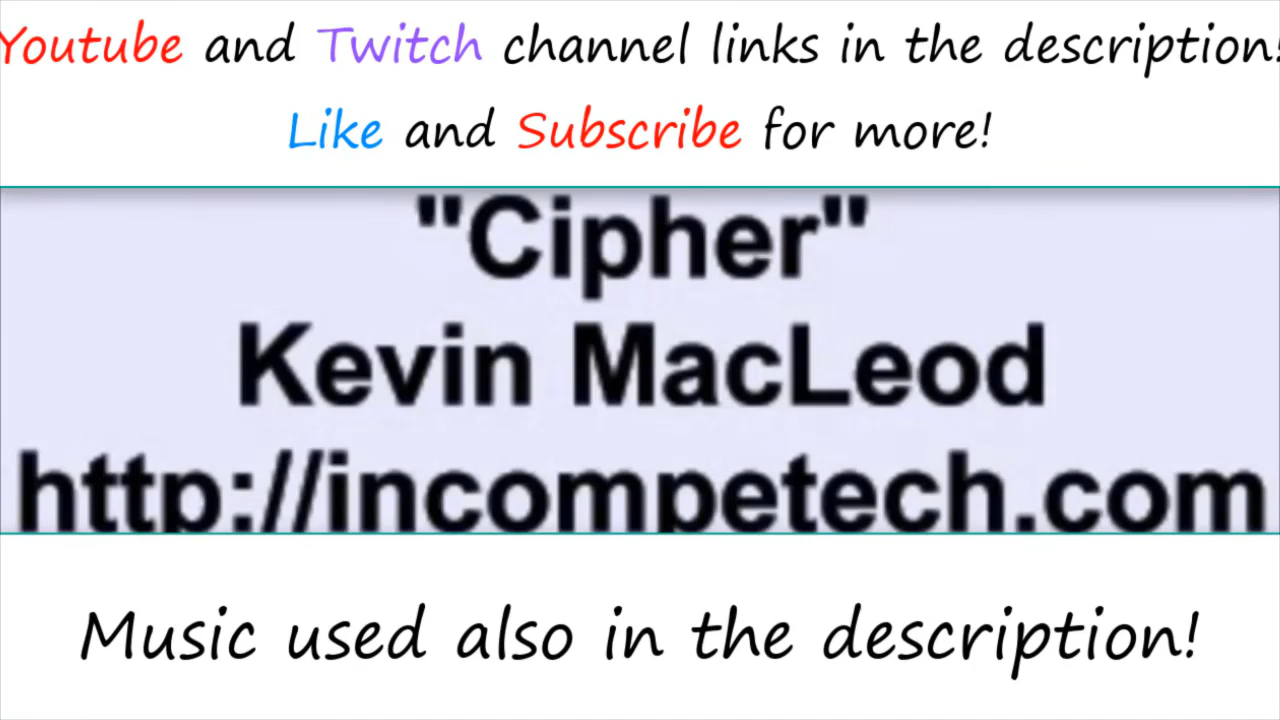 Youtube and Twitch channel links in the description!
Like and Subscribe for more!
"Cipher"
Kevin MacLeod
http://incompetech.com
Music used also in the description!